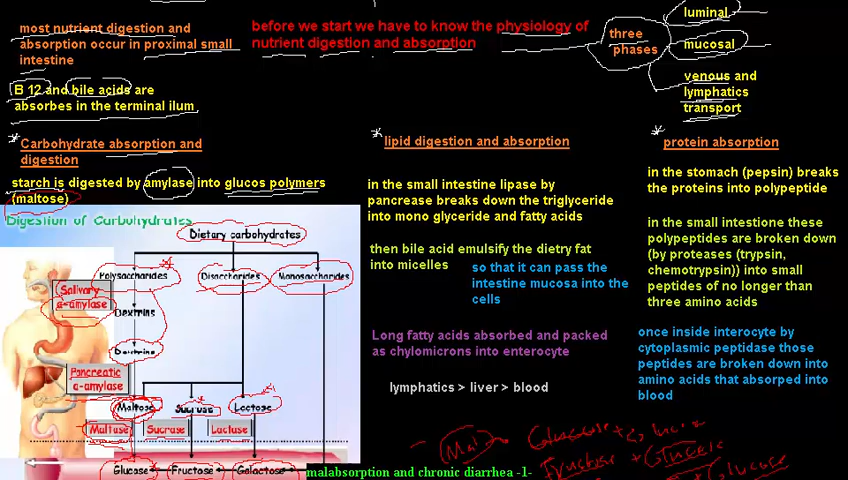 most nutrient digestion and
absorption occur in proximal small
intestine
B 12 and bile acids are
absorbes in the terminal ilum
before we start we have to know the physiology of
nutrient digestion and absorption
three
phases
luminal
mucosal
venous and
lymphatics
transport
*Carbohydrate absorption and
digestion
starch is digested by amylase into glucos polymers
(maltose)
Digestion of Carbohydrates
Dietary carbohydrates
Polysaccharides
Disaccharides
Monosaccharides
Salivary
α-amylase
Dextrins
Dextrins
Pancreatic
α-amylase
Maltose
Sucrose
Lactose
Maltase
Sucrase
Lactase
Glucose
Fructose
Galactose
*lipid digestion and absorption
in the small intestine lipase by
pancrease breaks down the triglyceride
into mono glyceride and fatty acids
then bile acid emulsify the dietry fat
into micelles
so that it can pass the
intestine mucosa into the
cells
Long fatty acids absorbed and packed
as chylomicrons into enterocyte
lymphatics > liver > blood
*protein absorption
in the stomach (pepsin) breaks
the proteins into polypeptide
in the small intestione these
polypeptides are broken down
(by proteases (trypsin,
chemotrypsin)) into small
peptides of no longer than
three amino acids
once inside interocyte by
cytoplasmic peptidase those
peptides are broken down into
amino acids that absorped into
blood
Fructose + Glucose
Glucose
malabsorption and chronic diarrhea -1-